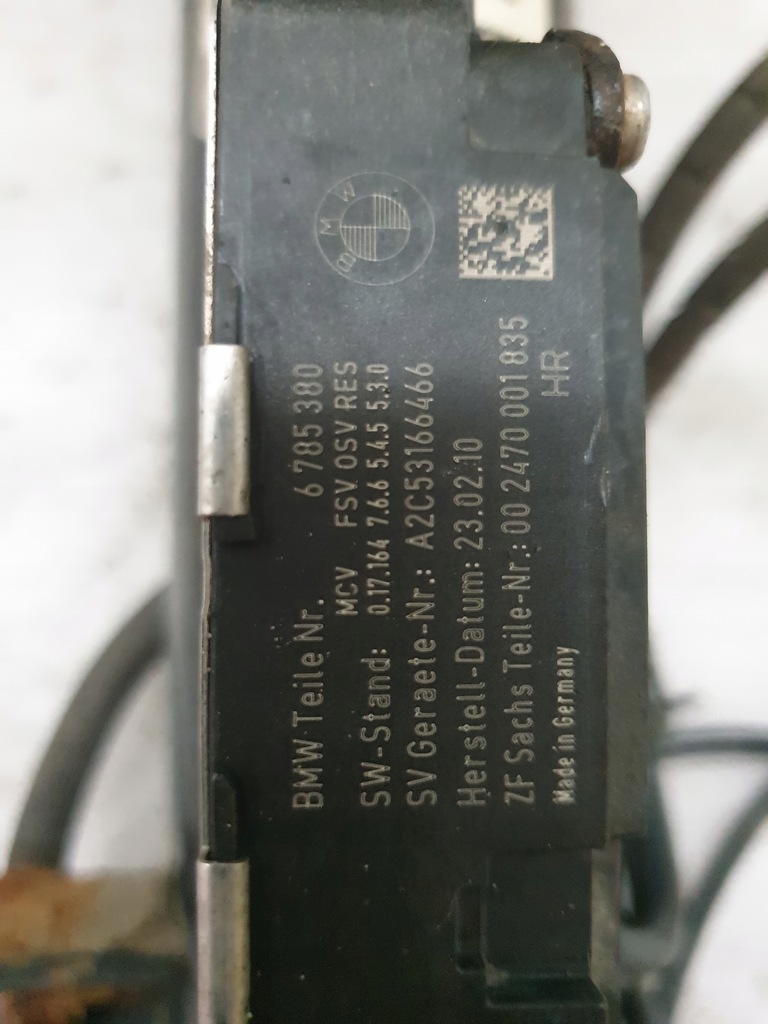 BMW
BMW Teile Nr. 6 785 380
MCV FSV OSV RES
SW-Stand: 0.17.164 7.6.6 5.4.5 5.3.0
SV Geraete-Nr.: A2C53166466
Herstell-Datum: 23.02.10
ZF Sachs Teile-Nr.: 00 2470 001 835
Made in Germany HR